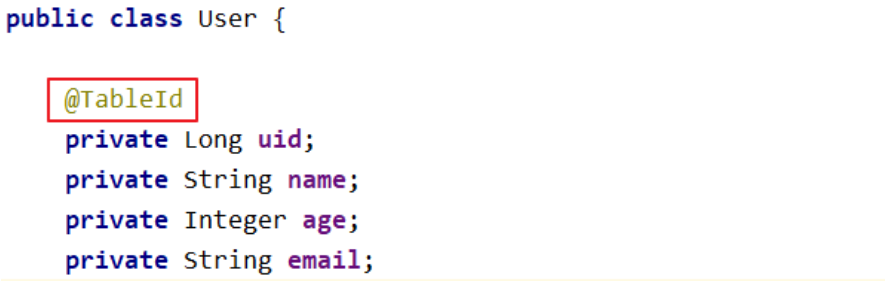 public class User {
@TableId
private Long uid;
private String name;
private Integer age;
private String email;